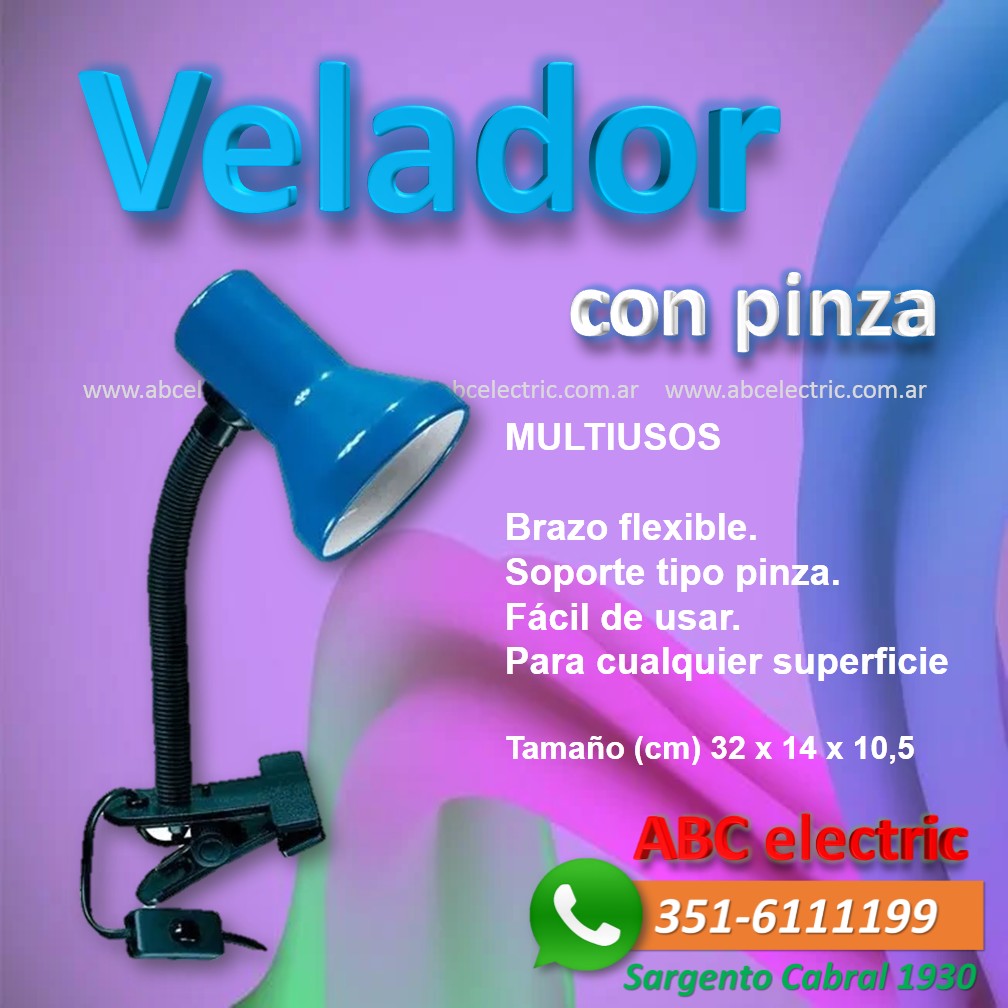 Velador
con pinza
www.abcel bcelectric.com.ar www.abcelectric.com.ar
MULTIUSOS
Brazo flexible.
Soporte tipo pinza.
Fácil de usar.
Para cualquier superficie
Tamaño (cm) 32 x 14 x 10,5
ABC electric
351-6111199
Sargento Cabral 1930